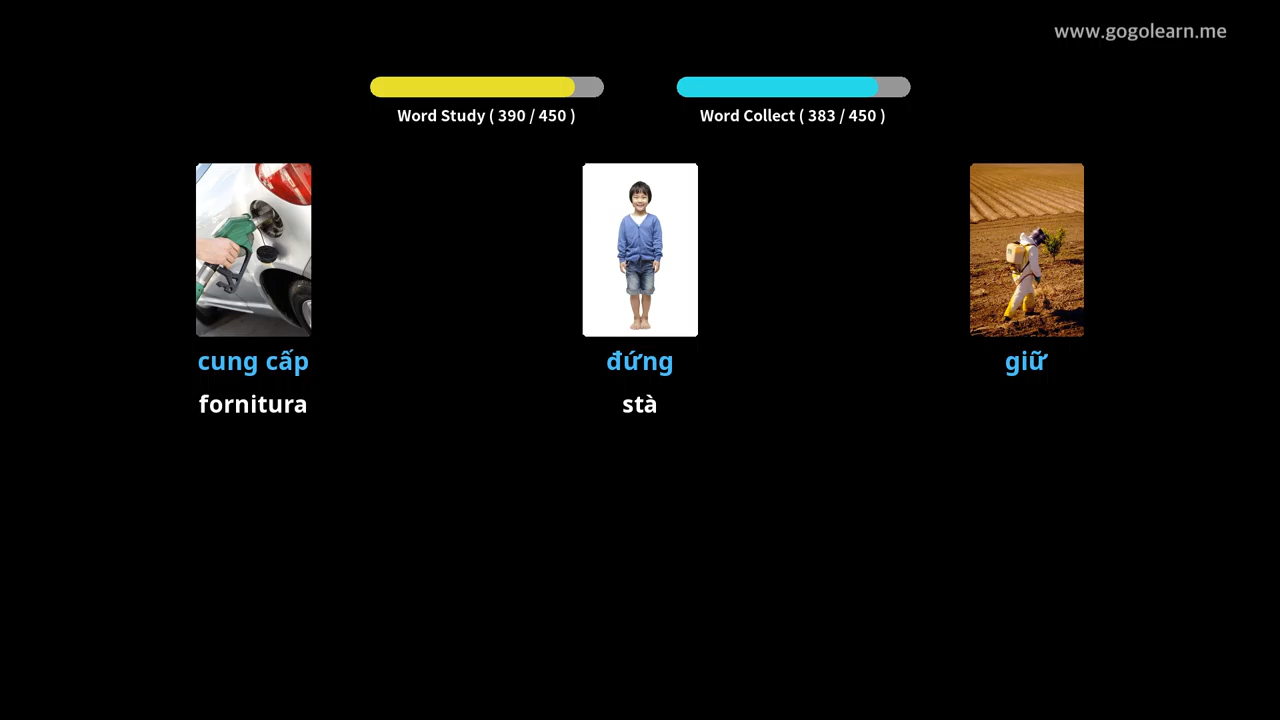 www.gogolearn.me
Word Study ( 390 / 450 )
Word Collect ( 383 / 450 )
cung cấp
đứng
giữ
fornitura
stà